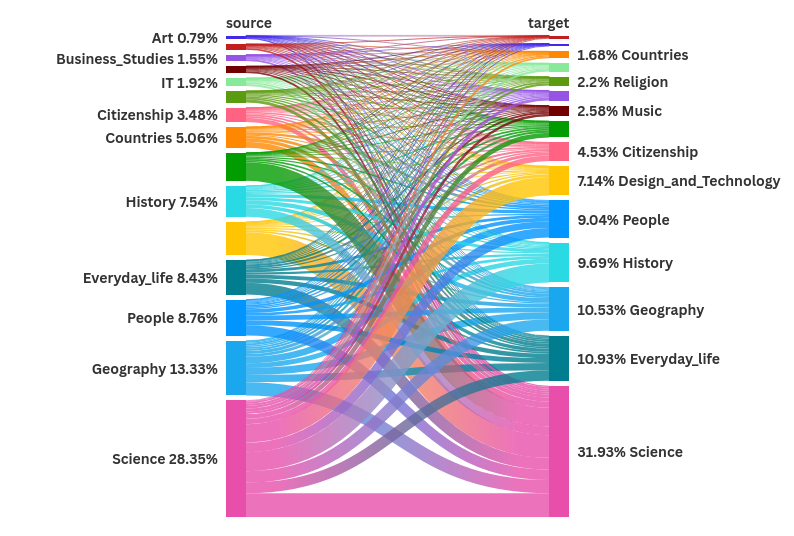 source
target
Art 0.79%
Business_Studies 1.55%
IT 1.92%
Citizenship 3.48%
Countries 5.06%
History 7.54%
Everyday_life 8.43%
People 8.76%
Geography 13.33%
Science 28.35%
1.68% Countries
2.2% Religion
2.58% Music
4.53% Citizenship
7.14% Design_and_Technology
9.04% People
9.69% History
10.53% Geography
10.93% Everyday_life
31.93% Science